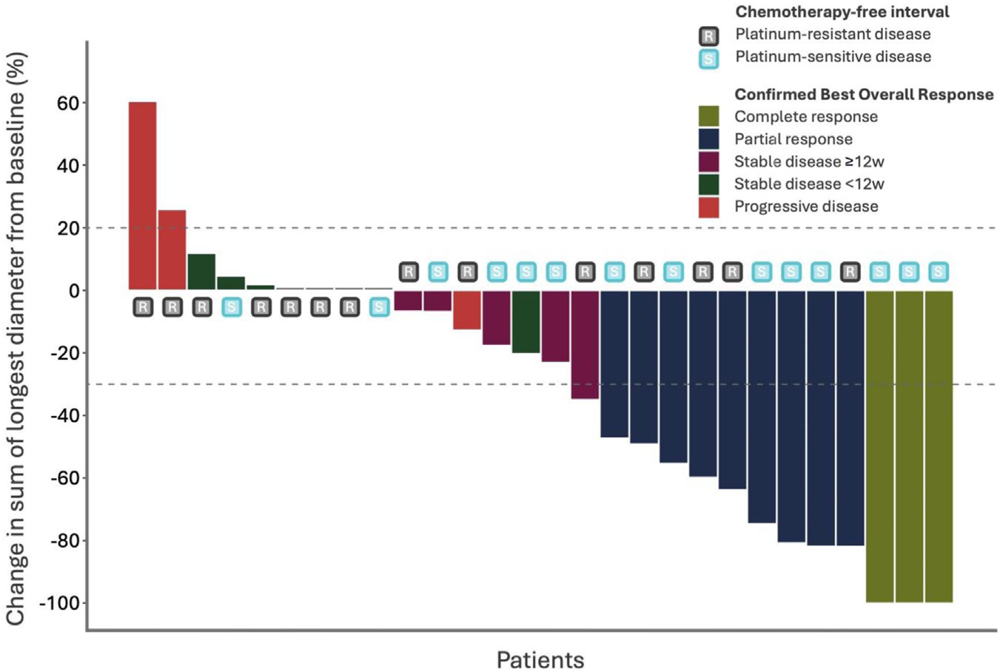 Chemotherapy-free interval
R Platinum-resistant disease
S Platinum-sensitive disease
Confirmed Best Overall Response
Complete response
Partial response
Stable disease ≥12w
Stable disease <12w
Progressive disease
Change in sum of longest diameter from baseline (%)
60
40
20
0
-20
-40
-60
-80
-100
R S R S S S R S R S R R S S S R S S S
R R R S R R R R S
Patients